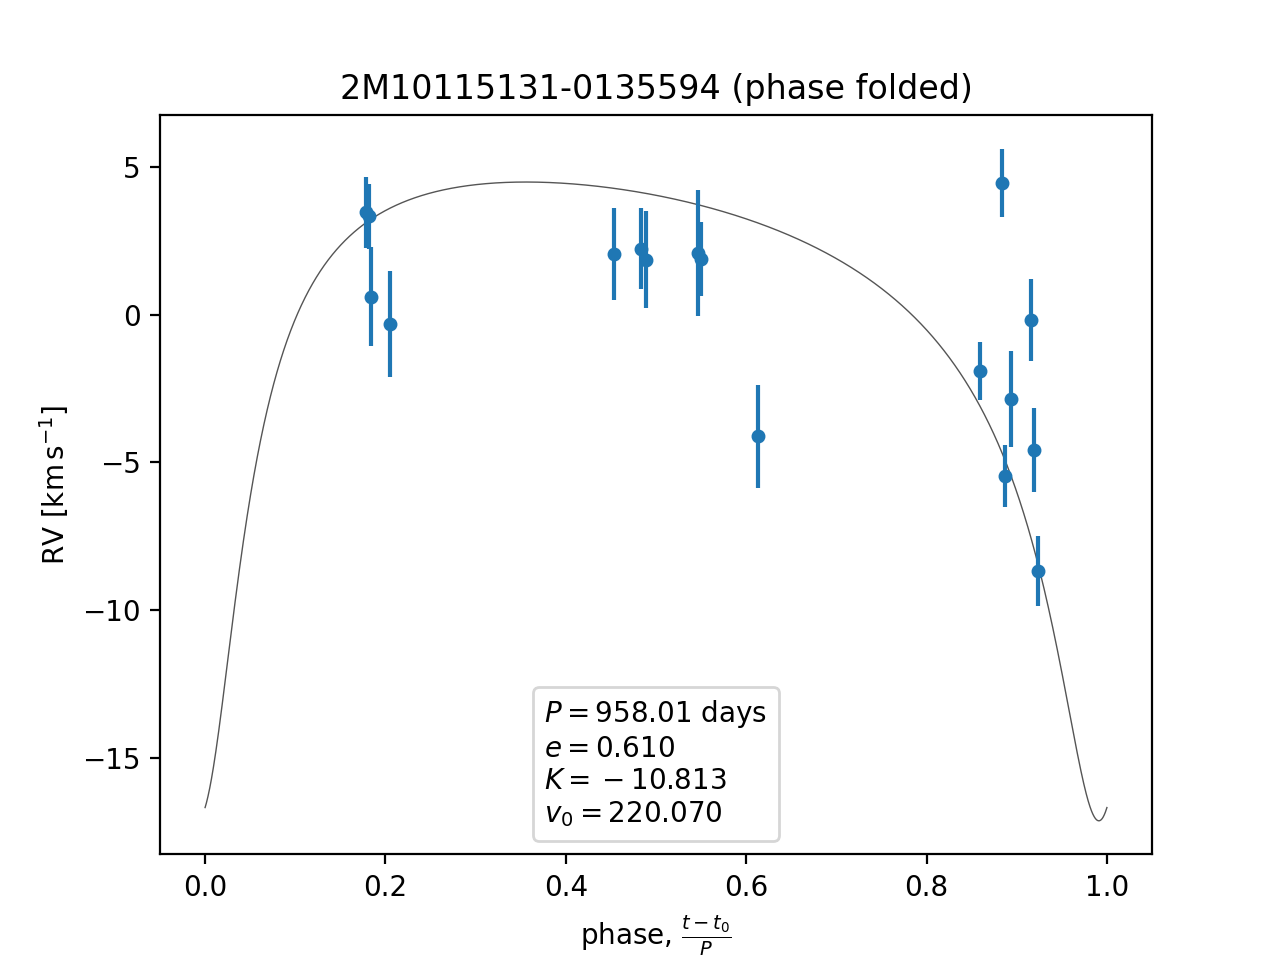 2M10115131-0135594 (phase folded)
5
0
−5
−10
−15
RV [km s⁻¹]
P = 958.01 days
e = 0.610
K = −10.813
v₀ = 220.070
0.0 0.2 0.4 0.6 0.8 1.0
phase, (t − t₀)/P